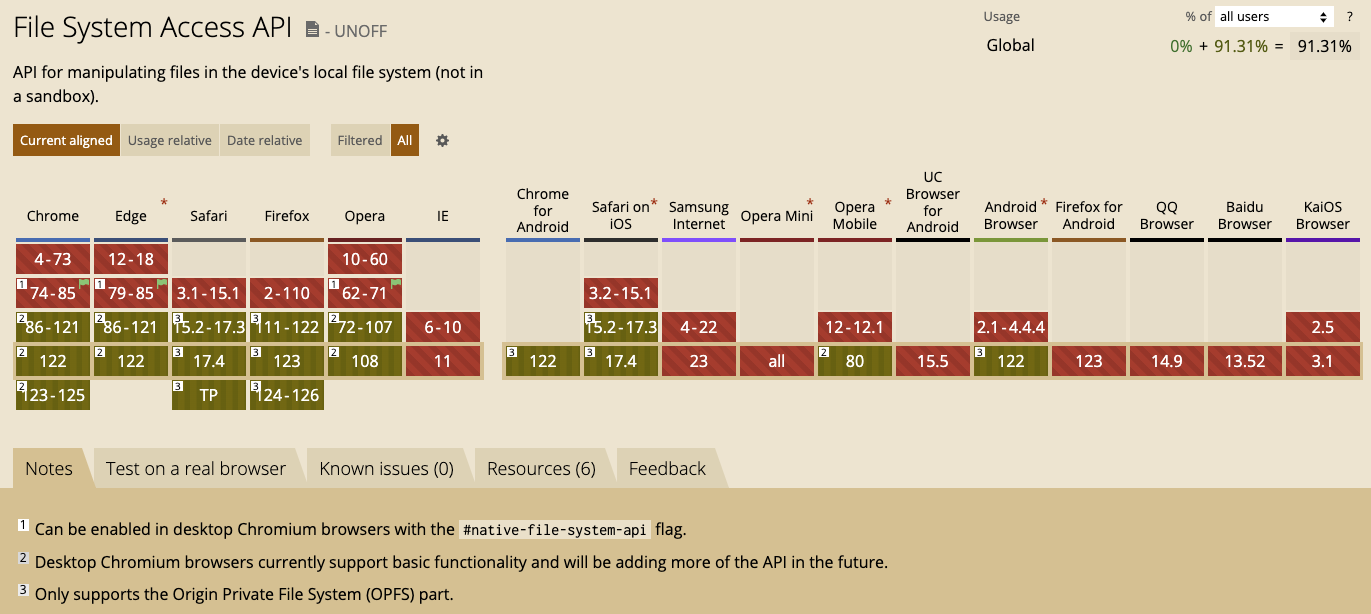 File System Access API - UNOFF
Usage % of all users ?
Global 0% + 91.31% = 91.31%
API for manipulating files in the device's local file system (not in
a sandbox).
Current aligned Usage relative Date relative Filtered All
Chrome Edge * Safari Firefox Opera IE Chrome for Android Safari on iOS * Samsung Internet Opera Mini * Opera Mobile * UC Browser for Android Android Browser * Firefox for Android QQ Browser Baidu Browser KaiOS Browser
4-73 12-18 10-60
1 74-85 1 79-85 3.1-15.1 2-110 1 62-71 3.2-15.1
2 86-121 2 86-121 3 15.2-17.3 3 111-122 2 72-107 6-10 3 15.2-17.3 4-22 12-12.1 2.1-4.4.4 2.5
2 122 2 122 3 17.4 3 123 2 108 11 3 122 3 17.4 23 all 2 80 15.5 3 122 123 14.9 13.52 3.1
2 123-125 3 TP 3 124-126
Notes Test on a real browser Known issues (0) Resources (6) Feedback
1 Can be enabled in desktop Chromium browsers with the #native-file-system-api flag.
2 Desktop Chromium browsers currently support basic functionality and will be adding more of the API in the future.
3 Only supports the Origin Private File System (OPFS) part.